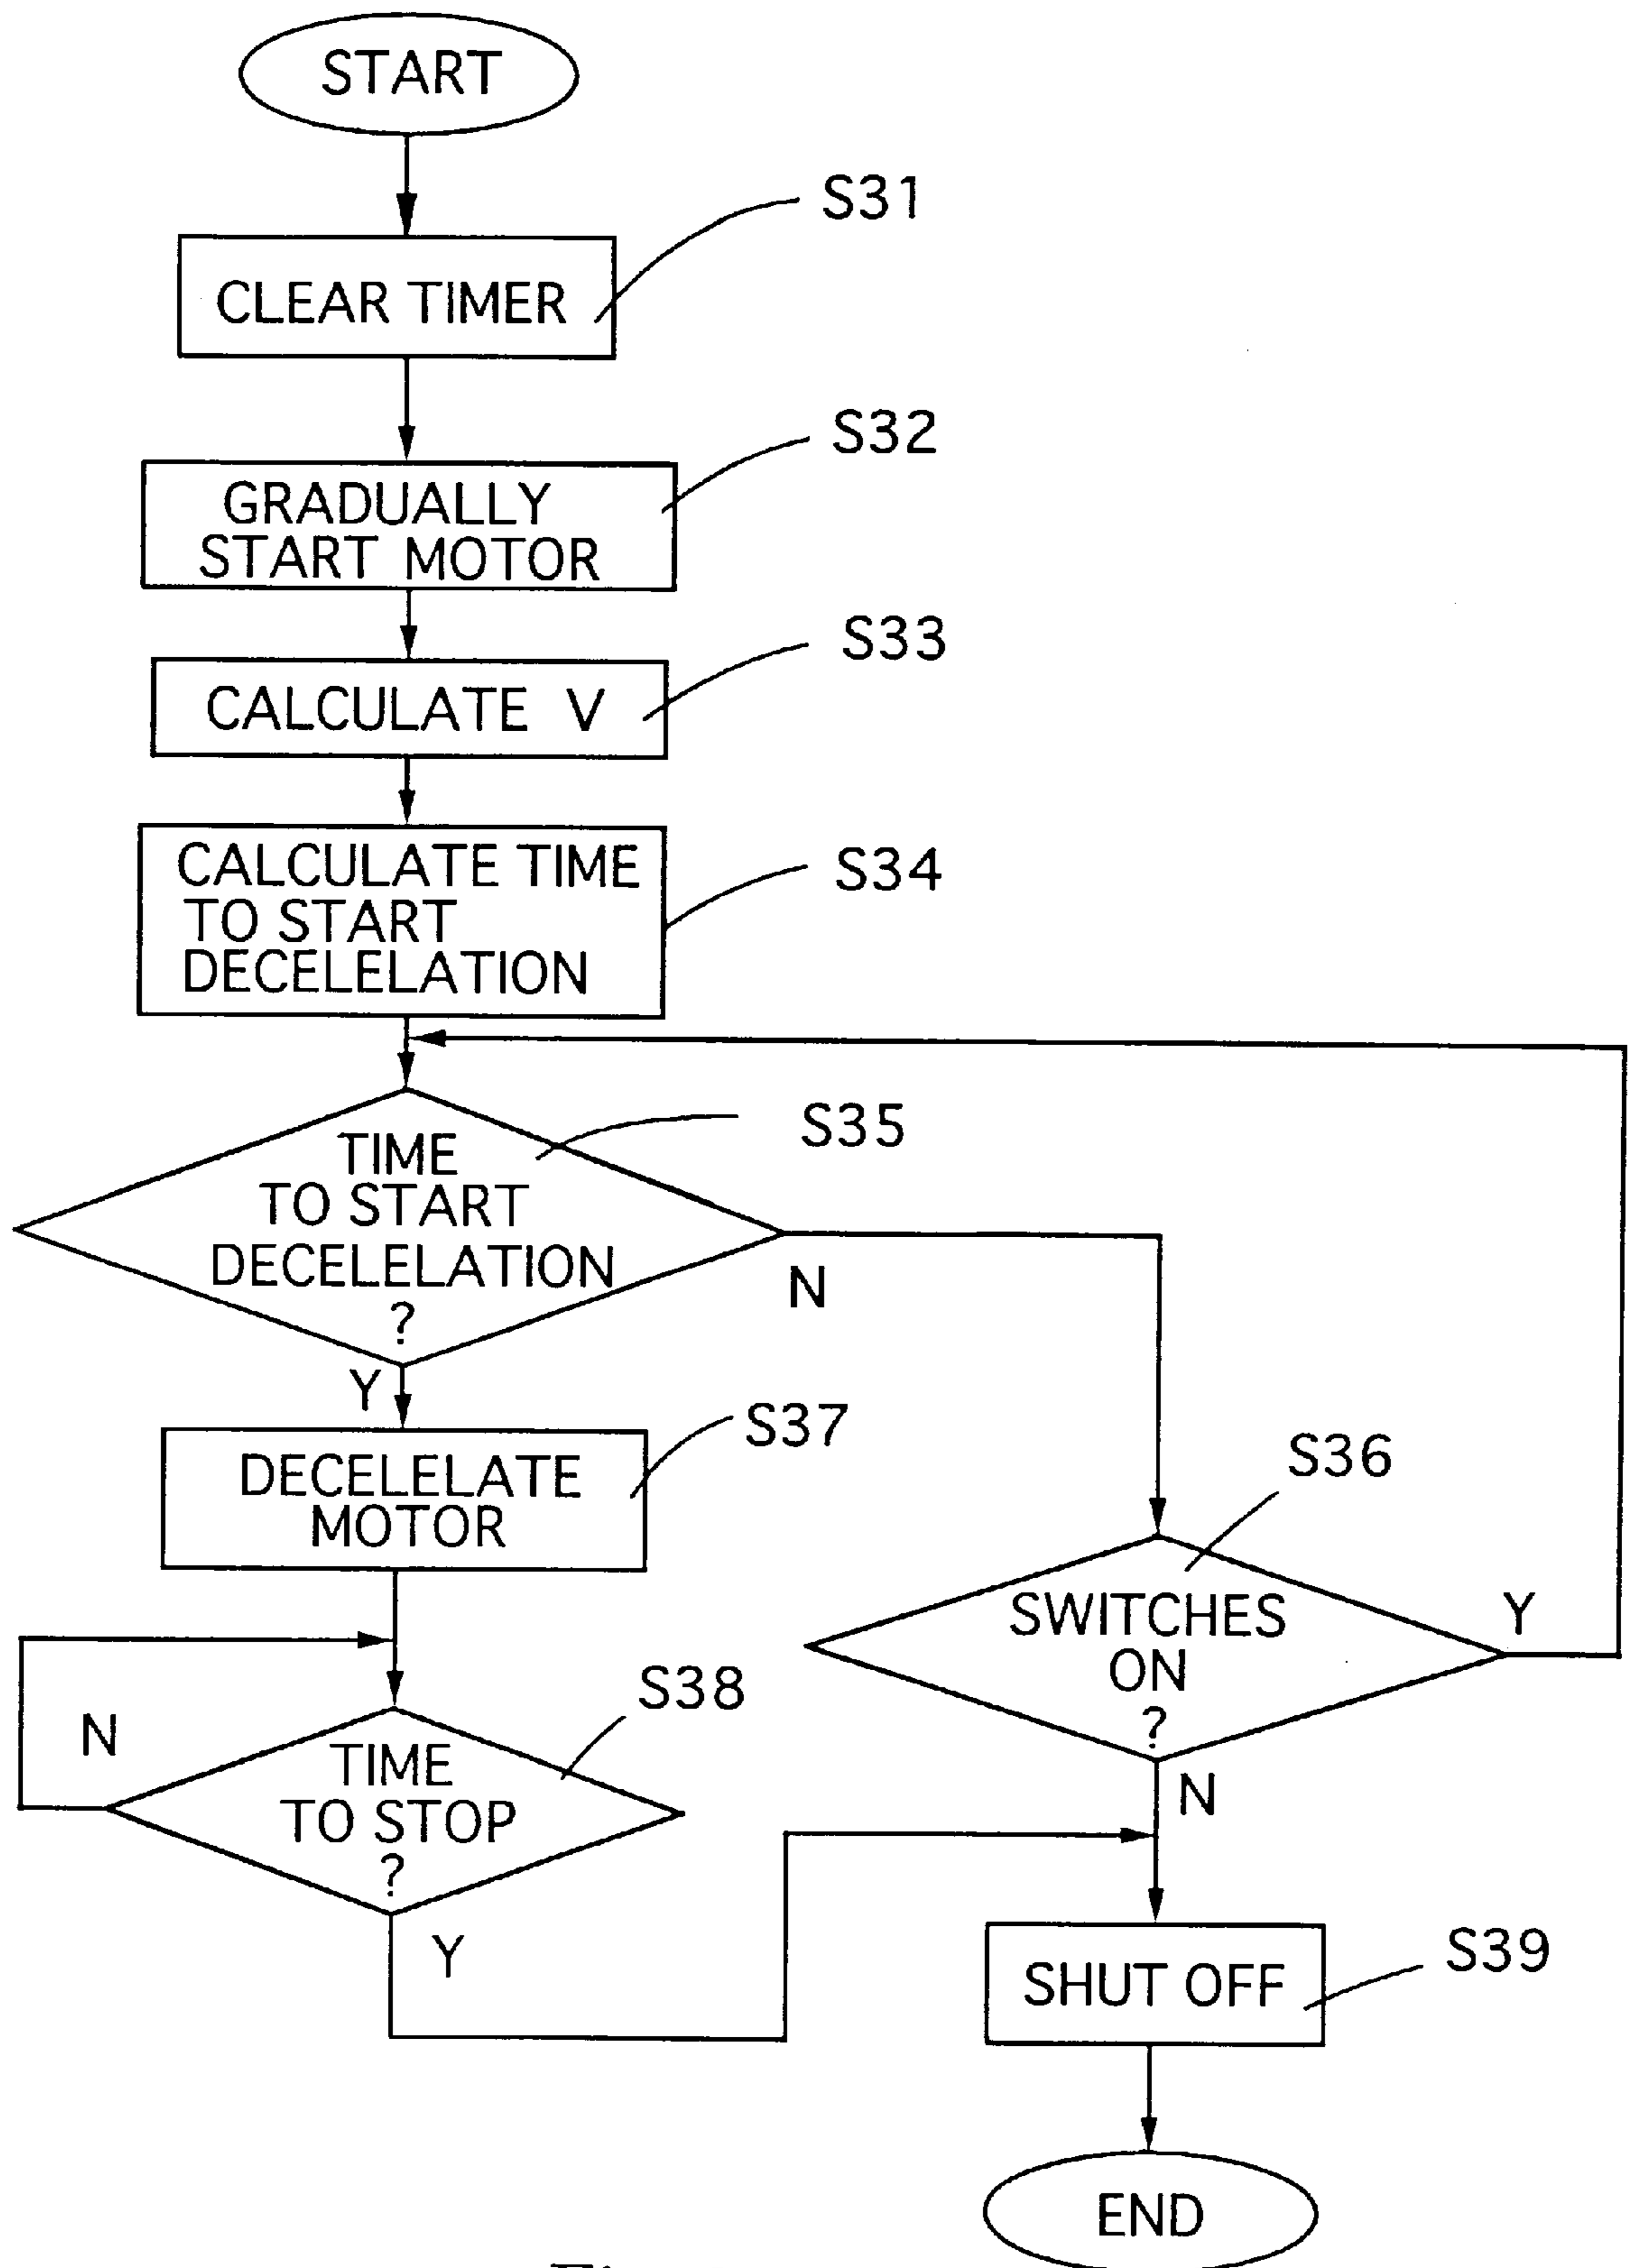 START
S31
CLEAR TIMER
S32
GRADUALLY
START MOTOR
S33
CALCULATE V
S34
CALCULATE TIME
TO START
DECELELATION
S35
TIME
TO START
DECELELATION
?
N
Y
S37
DECELELATE
MOTOR
S36
SWITCHES
ON
?
Y
N
S38
N
TIME
TO STOP
?
Y
S39
SHUT OFF
END